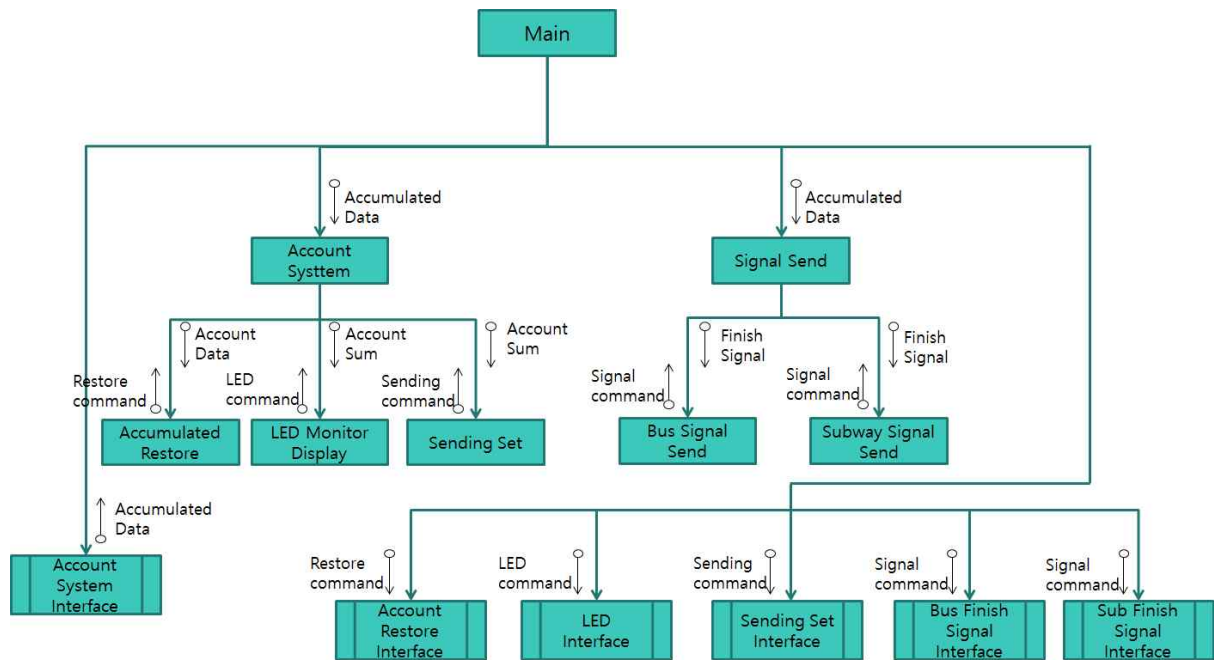 Main
Accumulated
Data
Accumulated
Data
Account
Systtem
Signal Send
Account
Data
Account
Sum
Account
Sum
Finish
Signal
Finish
Signal
Restore
command
LED
command
Sending
command
Signal
command
Signal
command
Accumulated
Restore
LED Monitor
Display
Sending Set
Bus Signal
Send
Subway Signal
Send
Accumulated
Data
Account
System
Interface
Restore
command
LED
command
Sending
command
Signal
command
Signal
command
Account
Restore
Interface
LED
Interface
Sending Set
Interface
Bus Finish
Signal
Interface
Sub Finish
Signal
Interface